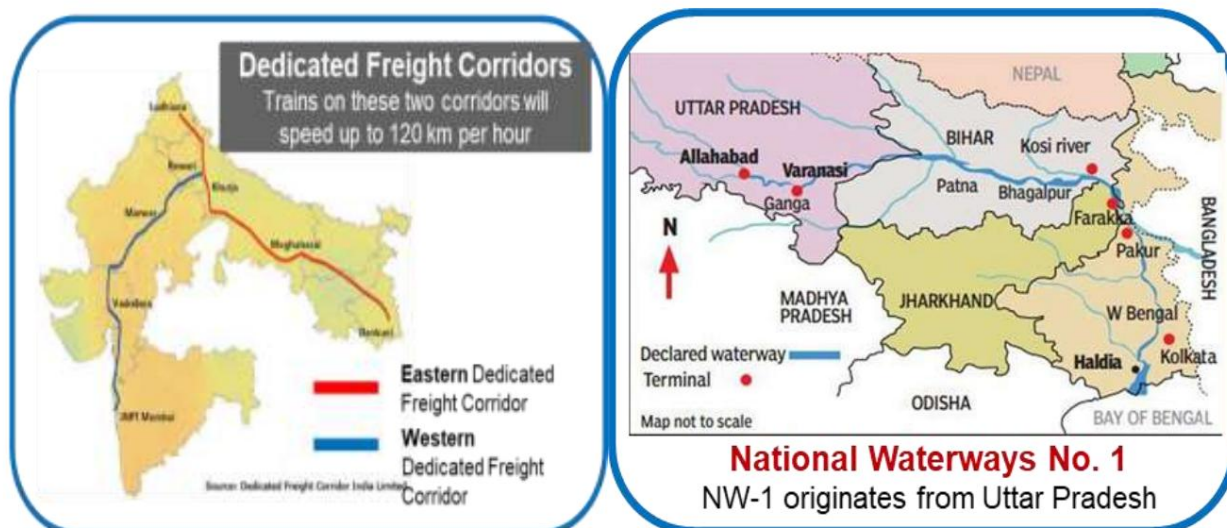 Dedicated Freight Corridors
Trains on these two corridors will
speed up to 120 km per hour
Ludhiana
Rewari
Khurja
Marwar
Mughalsarai
Vadodara
Dankuni
JNPT Mumbai
Eastern Dedicated
Freight Corridor
Western
Dedicated Freight
Corridor
Source: Dedicated Freight Corridor India Limited
NEPAL
UTTAR PRADESH
BIHAR
Kosi river
Allahabad
Varanasi
Ganga
Patna
Bhagalpur
Farakka
BANGLADESH
N
Pakur
MADHYA
PRADESH
JHARKHAND
W Bengal
Declared waterway
Kolkata
Terminal
Haldia
ODISHA
Map not to scale
BAY OF BENGAL
National Waterways No. 1
NW-1 originates from Uttar Pradesh